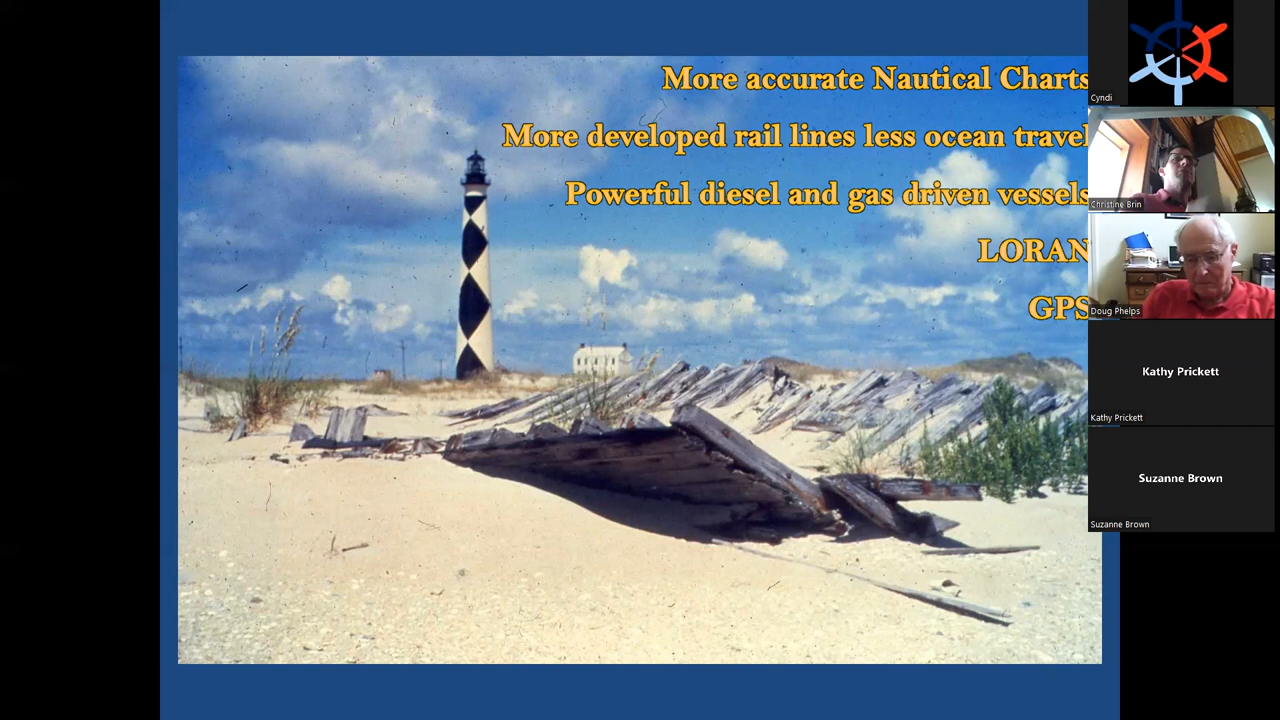 More accurate Nautical Charts
More developed rail lines less ocean travel
Powerful diesel and gas driven vessels
LORAN
GPS
Cyndi
Christine Brin
Doug Phelps
Kathy Prickett
Kathy Prickett
Suzanne Brown
Suzanne Brown